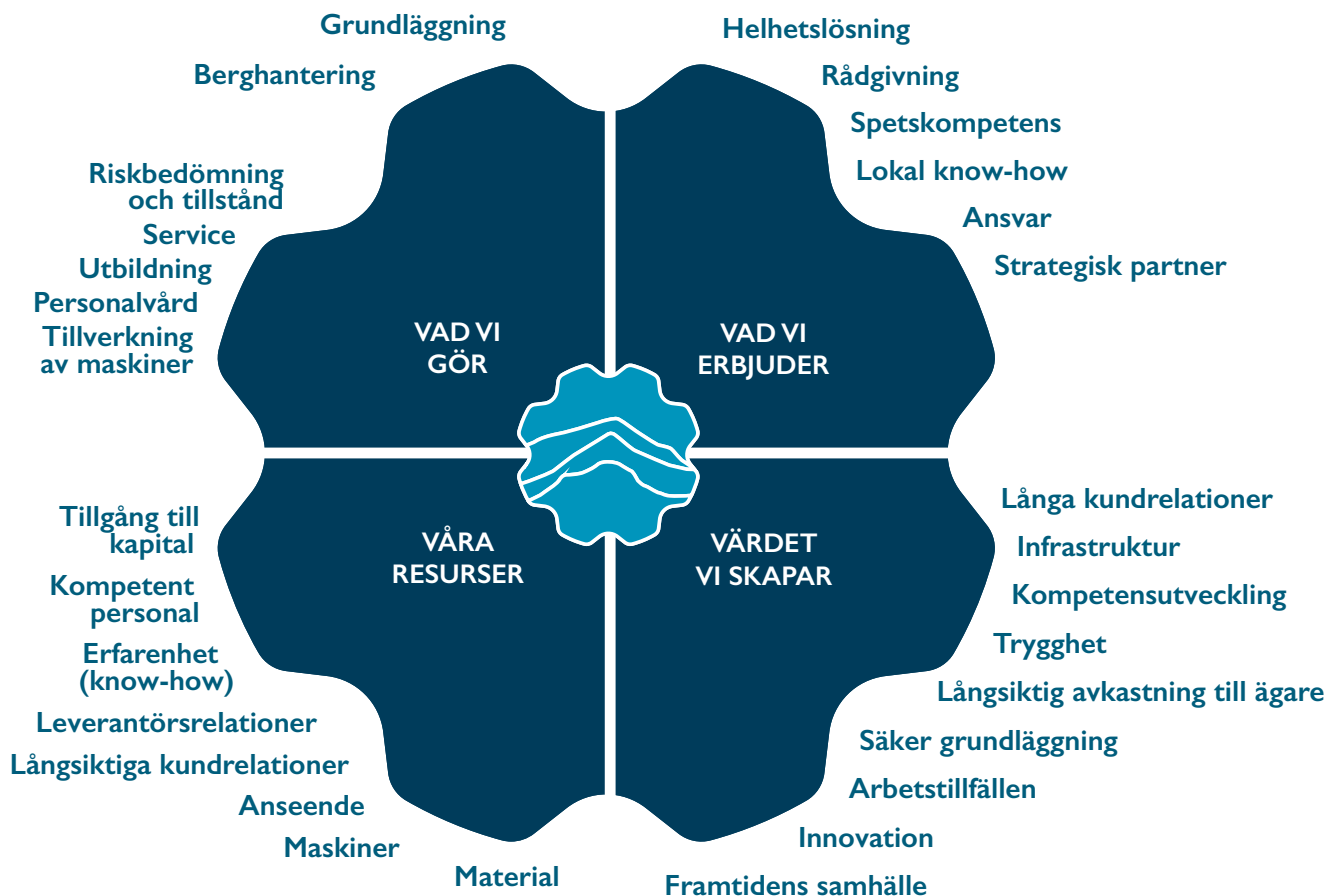 Grundläggning
Berghantering
Riskbedömning
och tillstånd
Service
Utbildning
Personalvård
Tillverkning
av maskiner
VAD VI
GÖR
Helhetslösning
Rådgivning
Spetskompetens
Lokal know-how
Ansvar
Strategisk partner
VAD VI
ERBJUDER
Tillgång till
kapital
Kompetent
personal
Erfarenhet
(know-how)
Leverantörsrelationer
Långsiktiga kundrelationer
Anseende
Maskiner
Material
VÅRA
RESURSER
VÄRDET
VI SKAPAR
Långa kundrelationer
Infrastruktur
Kompetensutveckling
Trygghet
Långsiktig avkastning till ägare
Säker grundläggning
Arbetstillfällen
Innovation
Framtidens samhälle